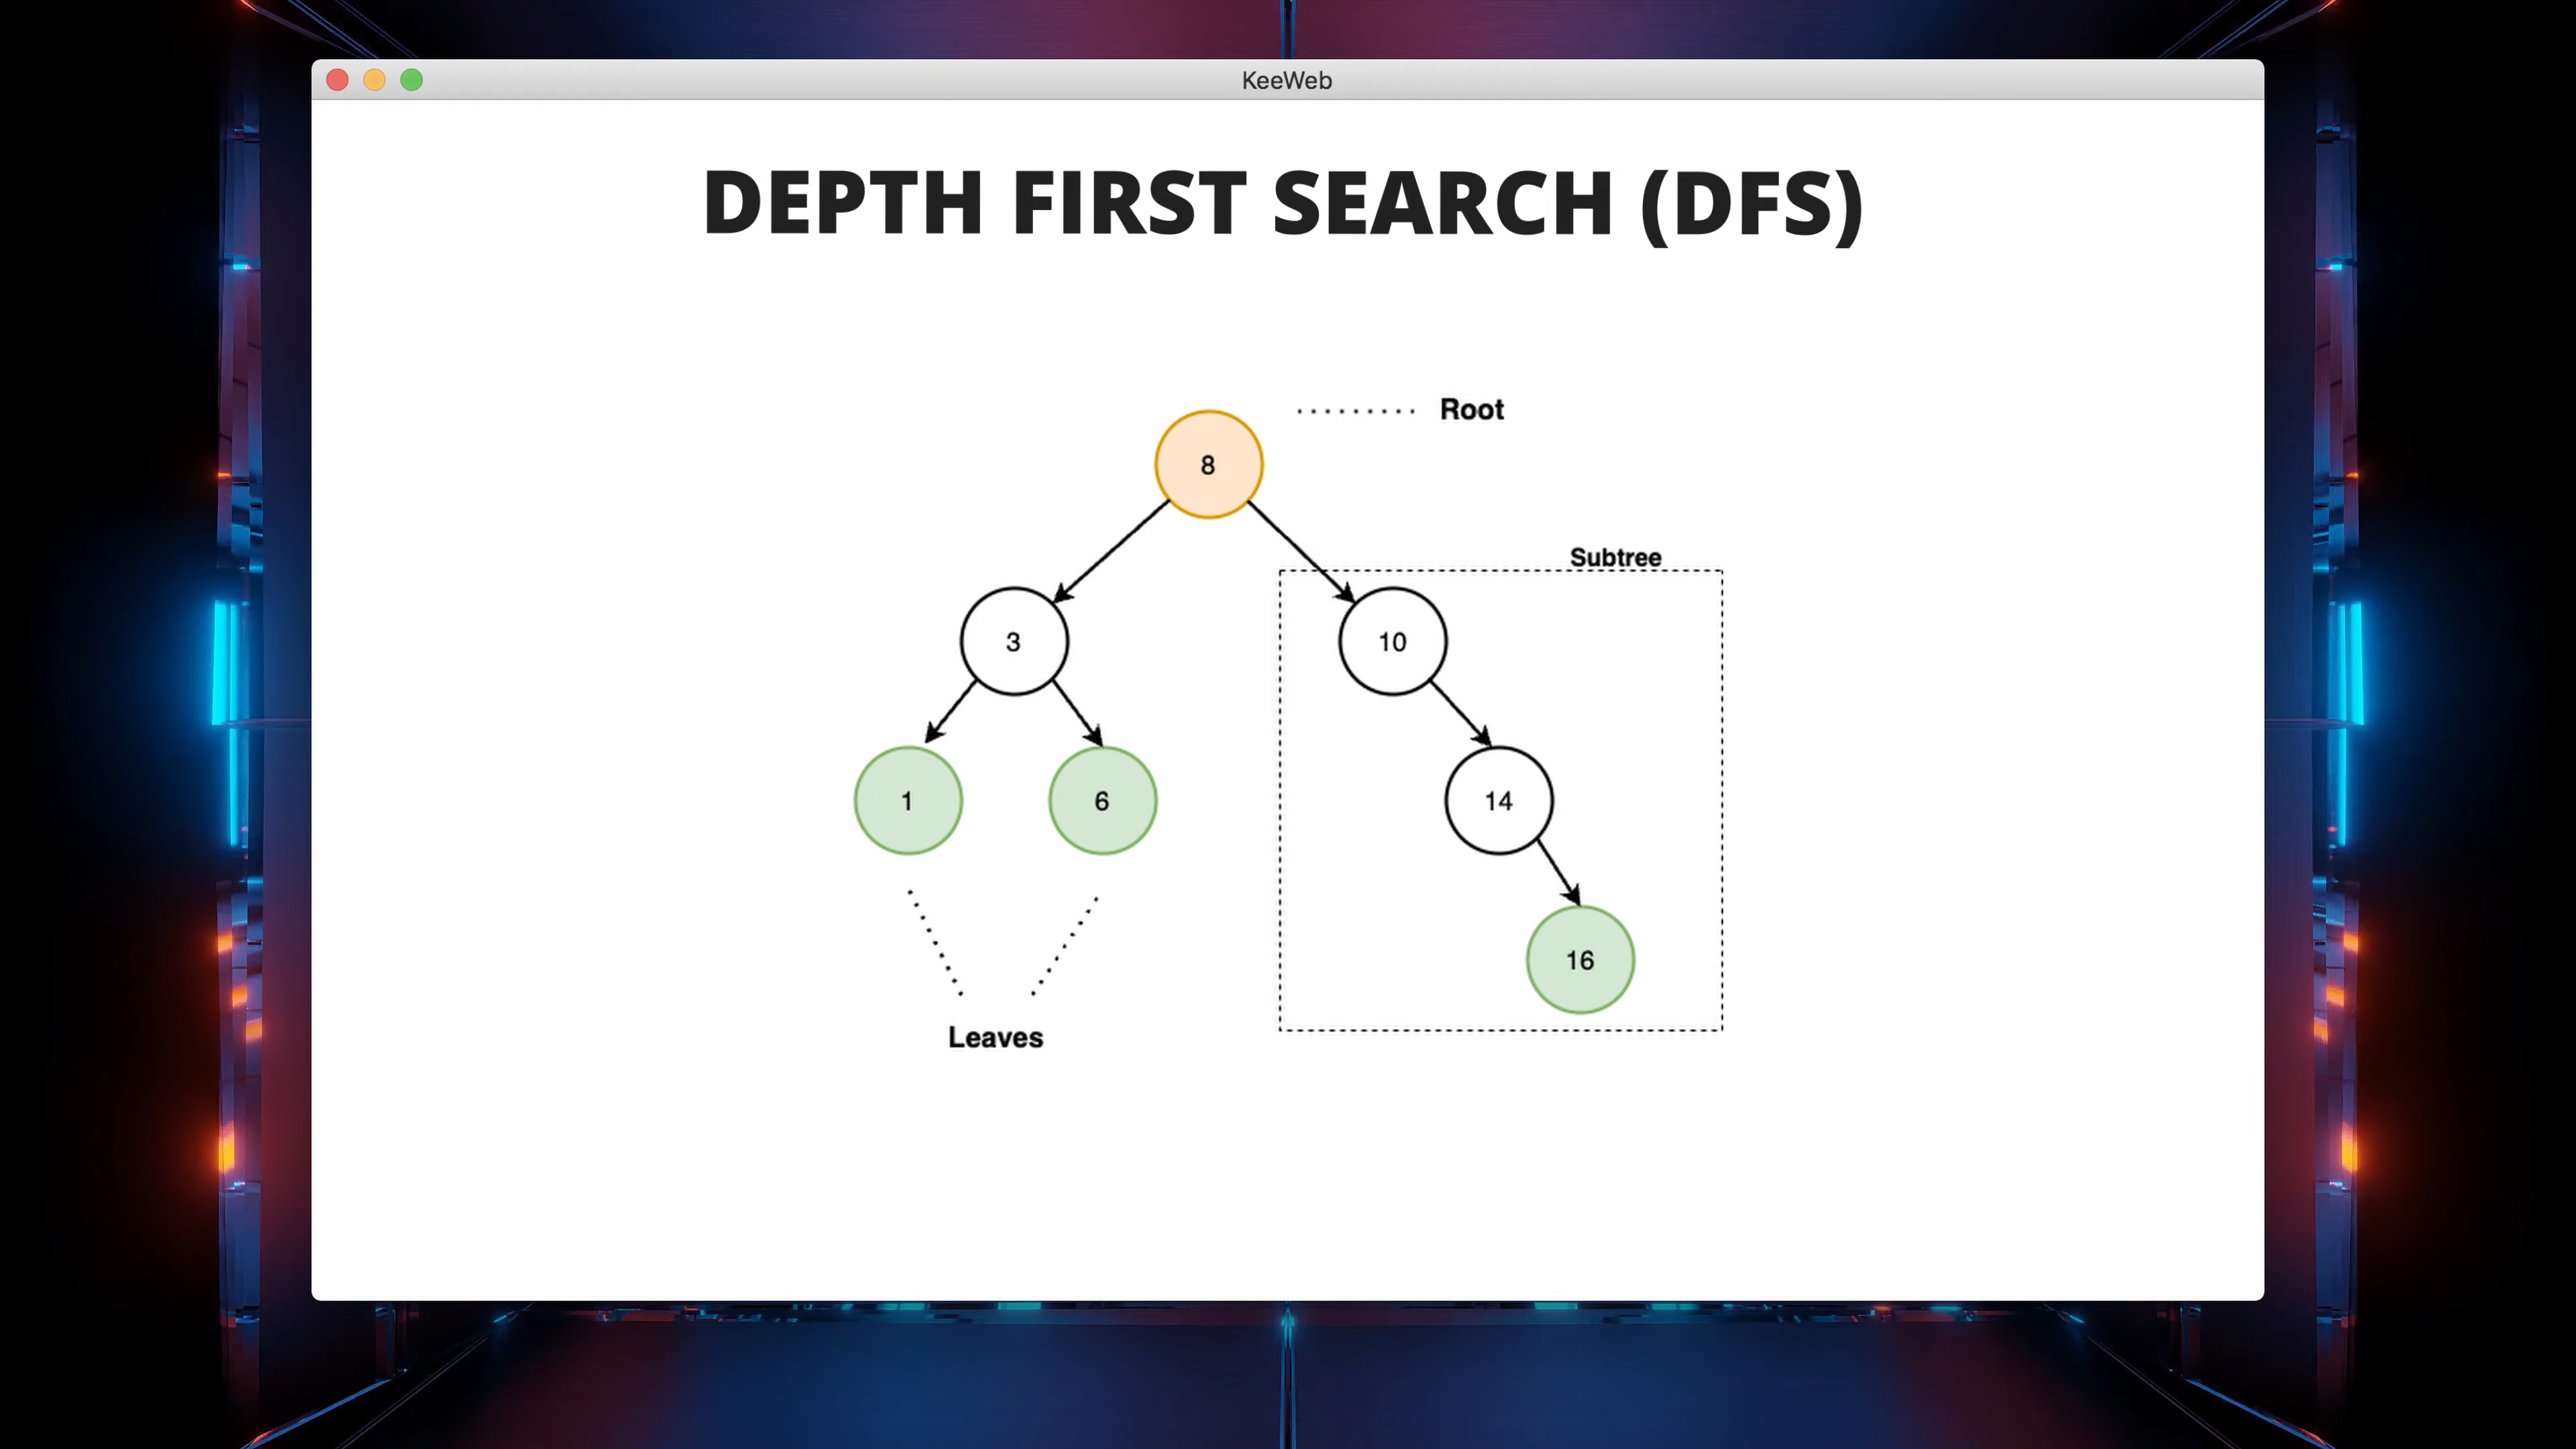 KeeWeb
DEPTH FIRST SEARCH (DFS)
Root
8
Subtree
3
10
1
6
14
16
Leaves